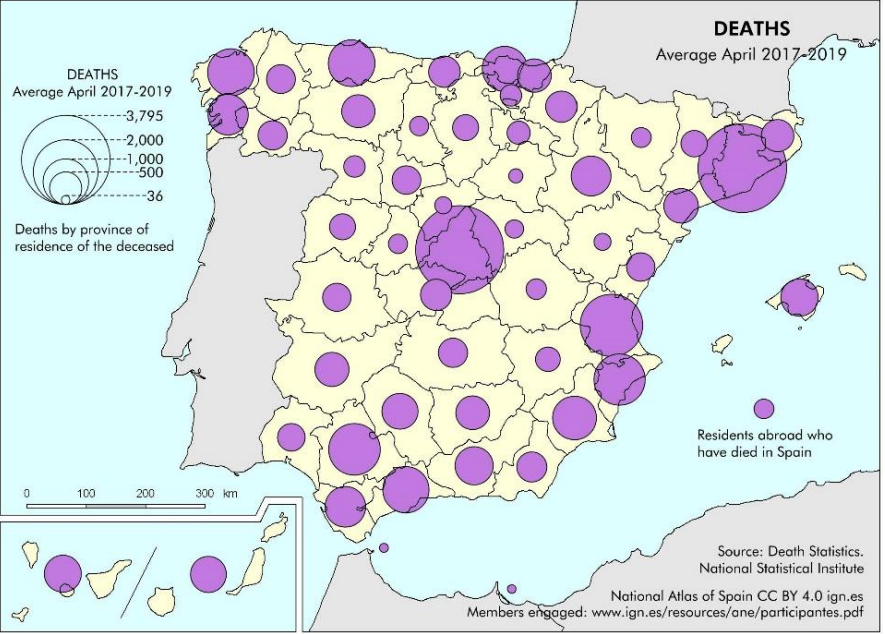 DEATHS
Average April 2017-2019
DEATHS
Average April 2017-2019
3,795
2,000
1,000
500
36
Deaths by province of
residence of the deceased
Residents abroad who
have died in Spain
0 100 200 300 km
Source: Death Statistics.
National Statistical Institute
National Atlas of Spain CC BY 4.0 ign.es
Members engaged: www.ign.es/resources/ane/participantes.pdf